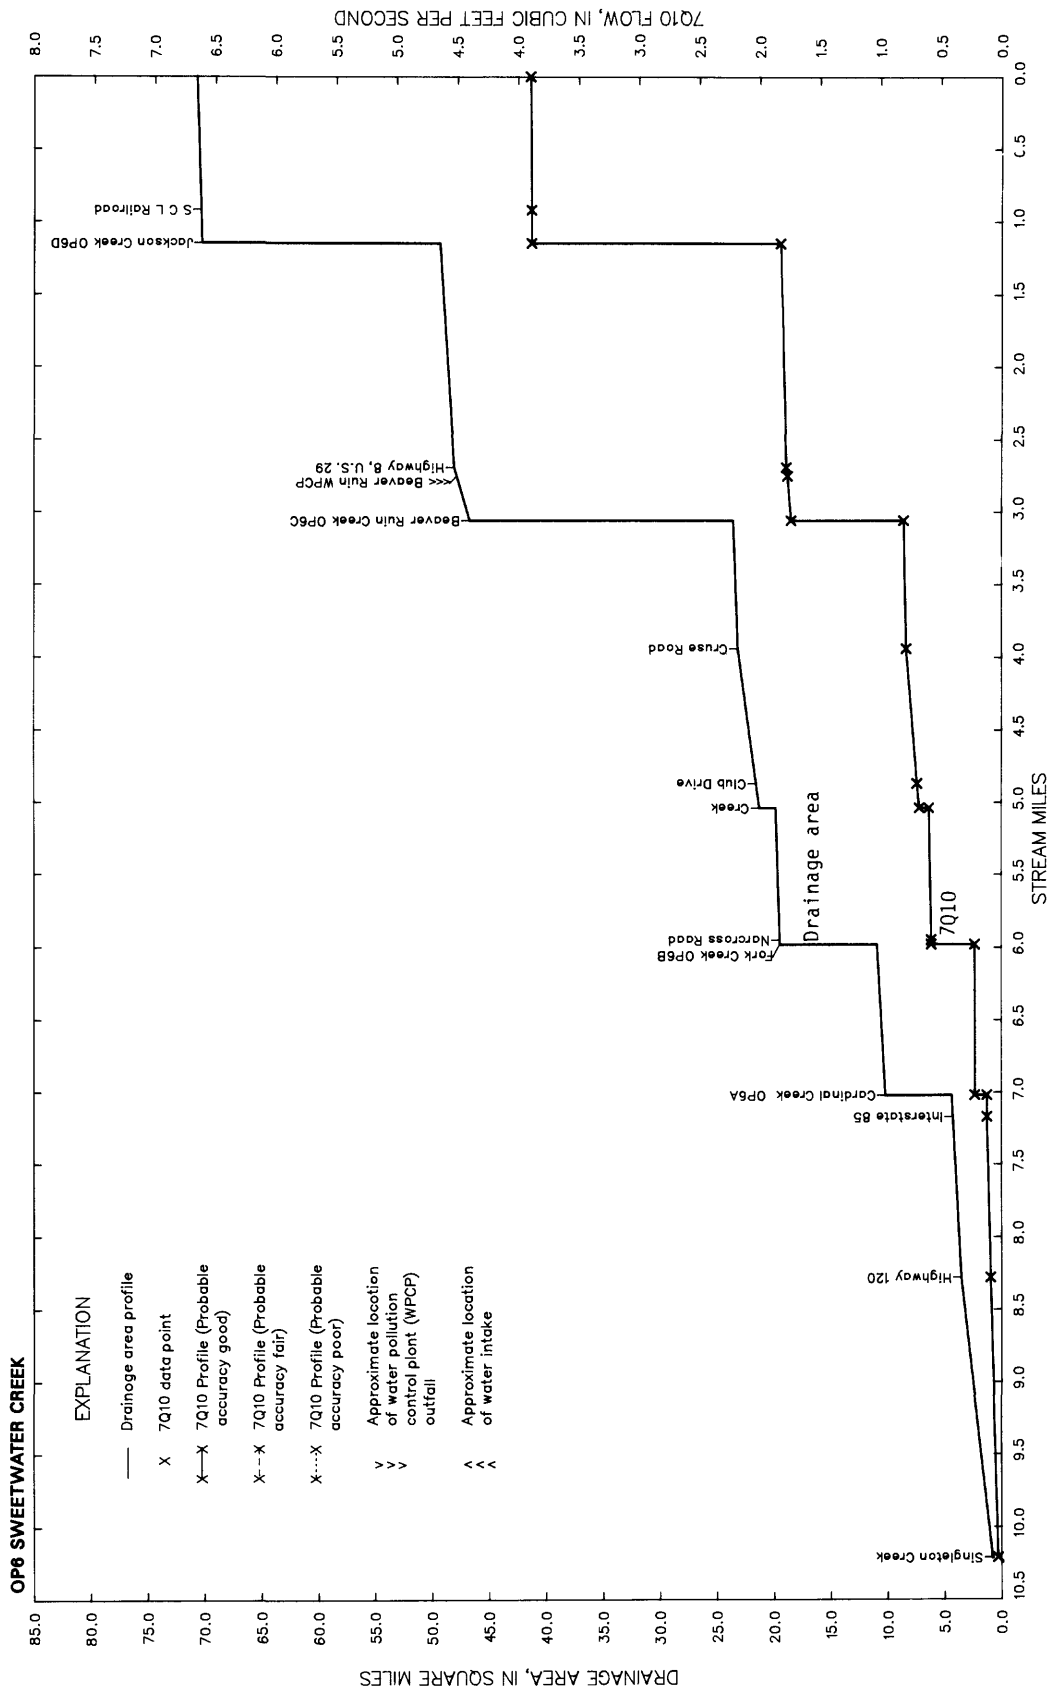 OP6 SWEETWATER CREEK
EXPLANATION
Drainoge area profile
X 7Q10 data point
X—X 7Q10 Profile (Probable
accuracy good)
X---X 7Q10 Profile (Probable
accuracy fair)
X····X 7Q10 Profile (Probable
accuracy poor)
>>> Approximate locotion
of water pollution
control plont (WPCP)
outfall
<<< Approximate location
of water intake
DRAINAGE AREA, IN SQUARE MILES
85.0
80.0
75.0
70.0
65.0
60.0
55.0
50.0
45.0
40.0
35.0
30.0
25.0
20.0
15.0
10.0
5.0
0.0
Singleton Creek
Highway 120
Interstate 85
Cardinal Creek OP6A
Fork Creek OP6B
Narcross Road
Creek
Club Drive
Cruse Road
Beaver Ruin Creek OP6C
<<< Beaver Ruin WPCP
Highway 8, U.S. 29
Jackson Creek OP6D
S C L Railroad
Drainage area
7Q10
10.5
10.0
9.5
9.0
8.5
8.0
7.5
7.0
6.5
6.0
5.5
5.0
4.5
4.0
3.5
3.0
2.5
2.0
1.5
1.0
0.5
0.0
STREAM MILES
8.0
7.5
7.0
6.5
6.0
5.5
5.0
4.5
4.0
3.5
3.0
2.5
2.0
1.5
1.0
0.5
0.0
7Q10 FLOW, IN CUBIC FEET PER SECOND